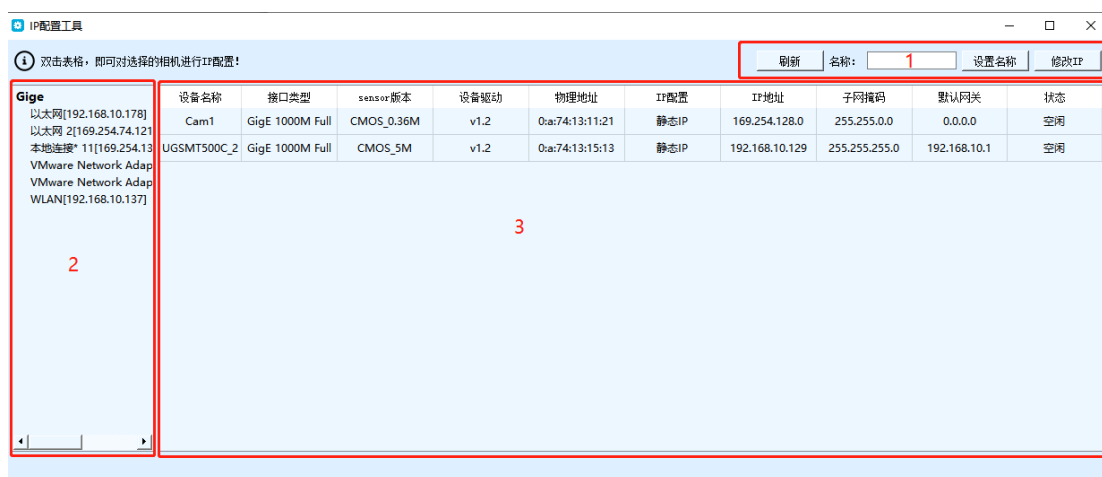 IP配置工具
双击表格，即可对选择的相机进行IP配置!
刷新 名称: 1 设置名称 修改IP
Gige
以太网[192.168.10.178]
以太网 2[169.254.74.121
本地连接* 11[169.254.13
VMware Network Adap
VMware Network Adap
WLAN[192.168.10.137]
2
设备名称 接口类型 sensor版本 设备驱动 物理地址 IP配置 IP地址 子网掩码 默认网关 状态
Cam1 GigE 1000M Full CMOS_0.36M v1.2 0:a:74:13:11:21 静态IP 169.254.128.0 255.255.0.0 0.0.0.0 空闲
UGSMT500C_2 GigE 1000M Full CMOS_5M v1.2 0:a:74:13:15:13 静态IP 192.168.10.129 255.255.255.0 192.168.10.1 空闲
3